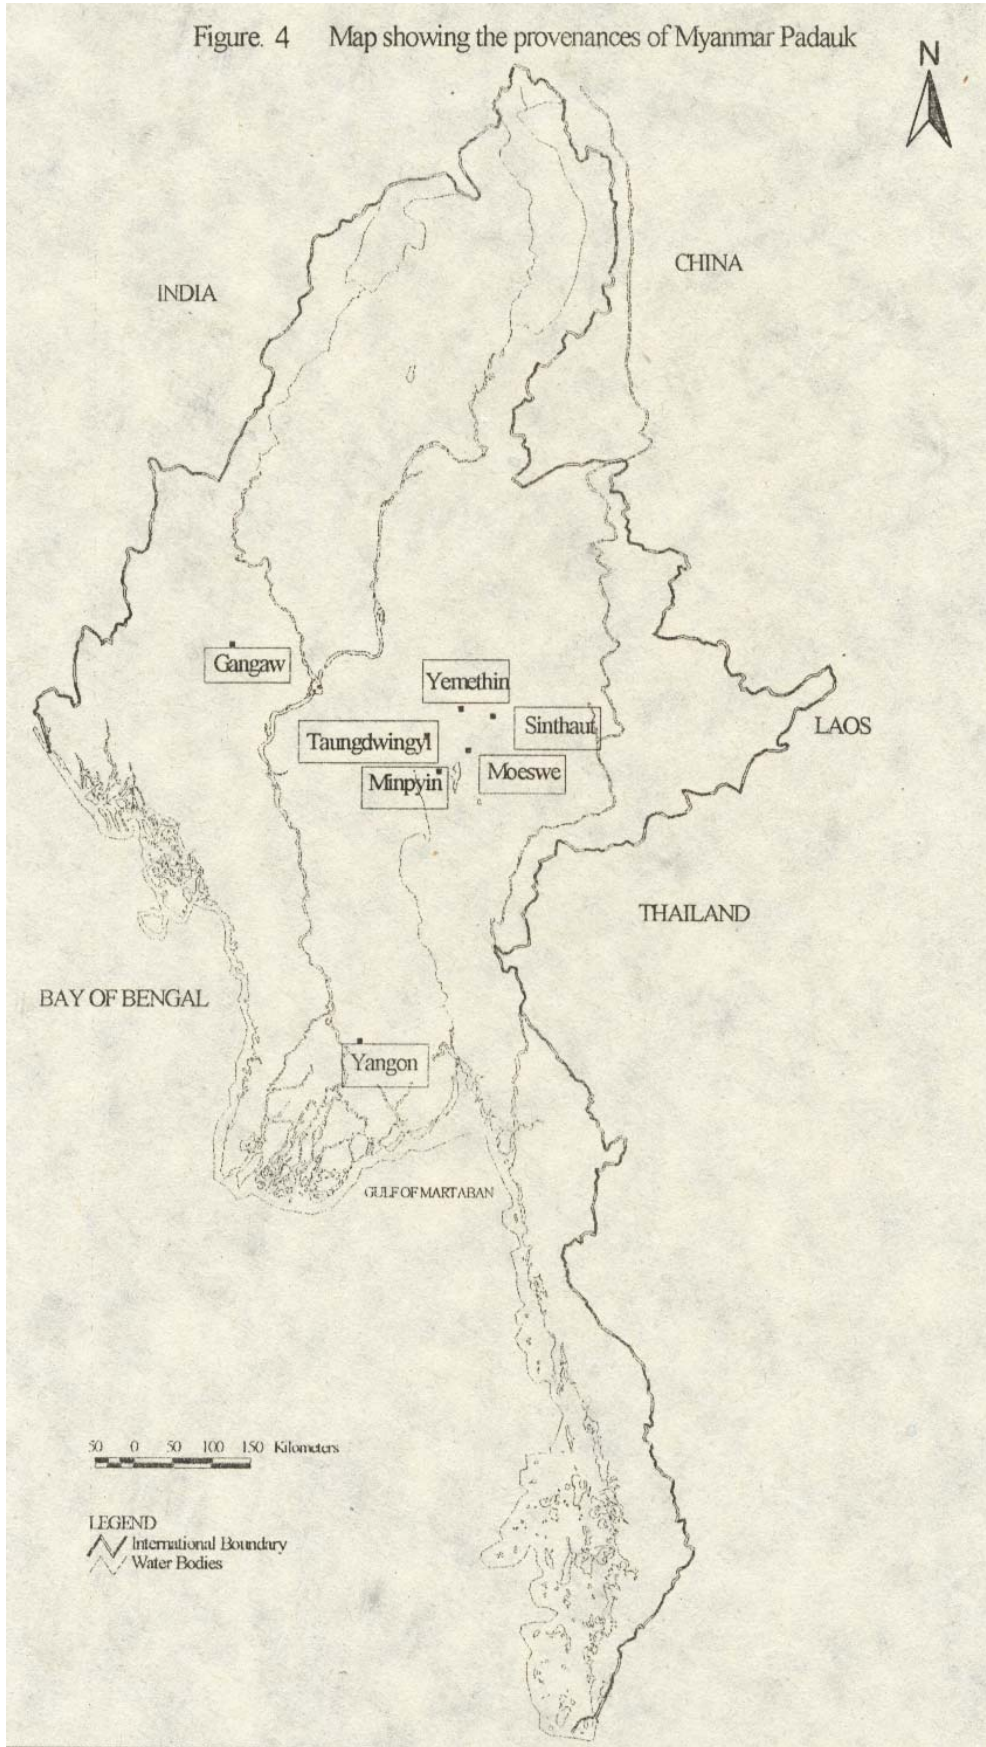 Figure. 4 Map showing the provenances of Myanmar Padauk
N
CHINA
INDIA
Gangaw
Yemethin
Sinthaut
LAOS
Taungdwingyi
Minpyin
Moeswe
THAILAND
BAY OF BENGAL
Yangon
GULF OF MARTABAN
50 0 50 100 150 Kilometers
LEGEND
International Boundary
Water Bodies